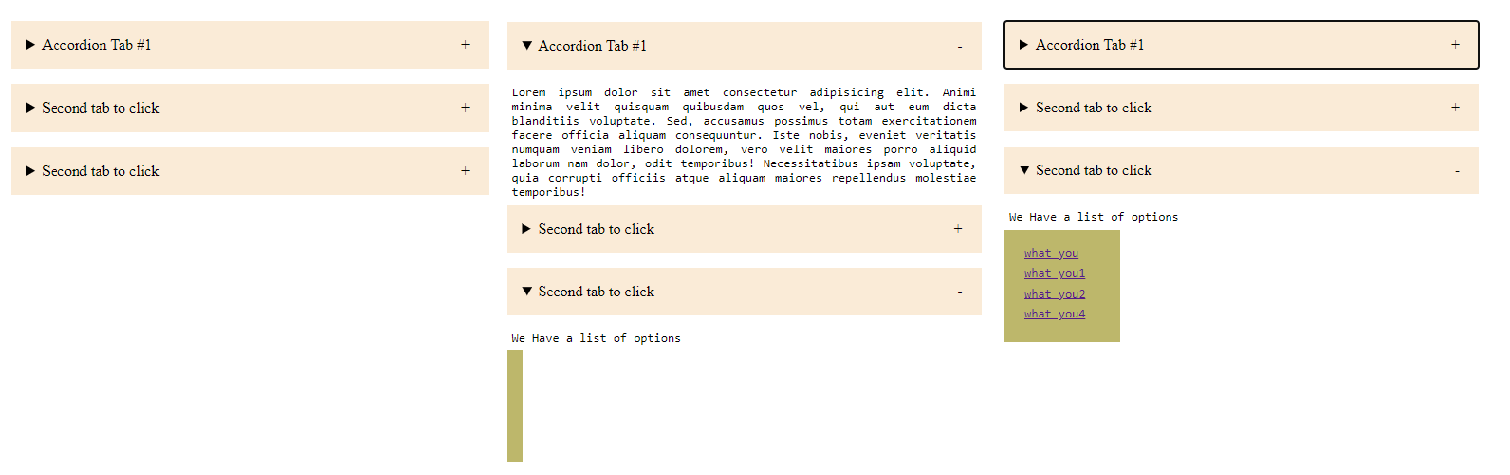 Accordion Tab #1 +
Second tab to click +
Second tab to click +
Accordion Tab #1 -
Lorem ipsum dolor sit amet consectetur adipisicing elit. Animi
minima velit quisquam quibusdam quos vel, qui aut eum dicta
blanditiis voluptate. Sed, accusamus possimus totam exercitationem
facere officia aliquam consequuntur. Iste nobis, eveniet veritatis
numquam veniam libero dolorem, vero velit maiores porro aliquid
laborum nam dolor, odit temporibus! Necessitatibus ipsam voluptate,
quia corrupti officiis atque aliquam maiores repellendus molestiae
temporibus!
Second tab to click +
Second tab to click -
We Have a list of options
Accordion Tab #1 +
Second tab to click +
Second tab to click -
We Have a list of options
what you
what you1
what you2
what you4